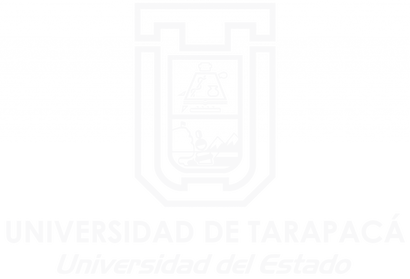 UNIVERSIDAD DE TARAPACÁ
Universidad del Estado